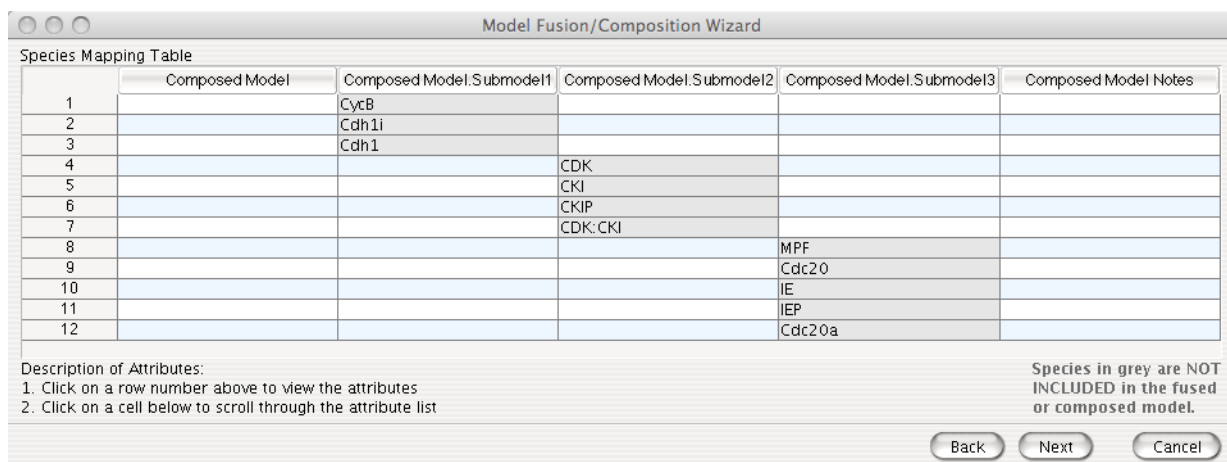 Model Fusion/Composition Wizard
Species Mapping Table
Composed Model Composed Model.Submodel1 Composed Model.Submodel2 Composed Model.Submodel3 Composed Model Notes
1 CycB
2 Cdh1i
3 Cdh1
4 CDK
5 CKI
6 CKIP
7 CDK:CKI
8 MPF
9 Cdc20
10 IE
11 IEP
12 Cdc20a
Description of Attributes:
1. Click on a row number above to view the attributes
2. Click on a cell below to scroll through the attribute list
Species in grey are NOT
INCLUDED in the fused
or composed model.
Back Next Cancel